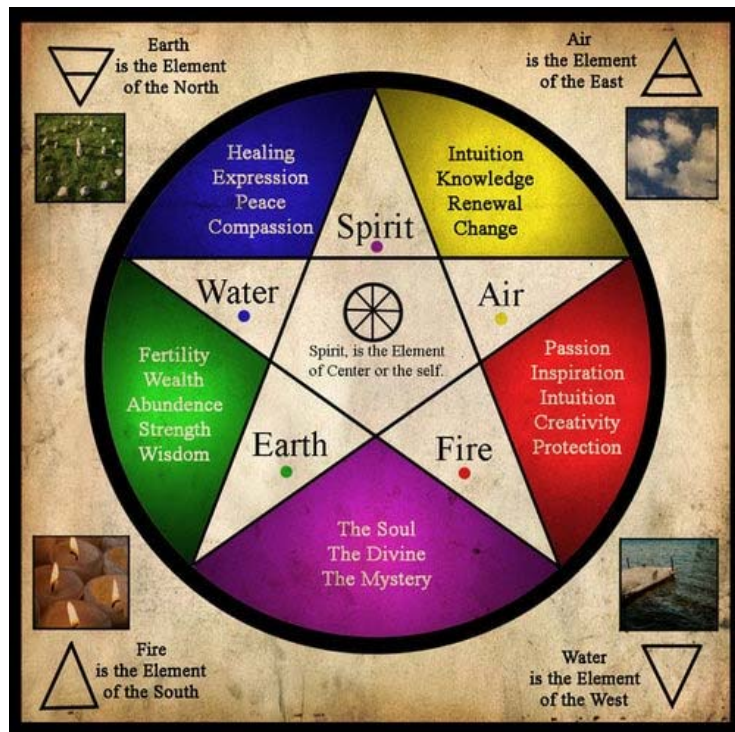 Earth
is the Element
of the North
Air
is the Element
of the East
Healing
Expression
Peace
Compassion
Intuition
Knowledge
Renewal
Change
Spirit
Water
Air
Spirit, is the Element
of Center or the self.
Fertility
Wealth
Abundence
Strength
Wisdom
Passion
Inspiration
Intuition
Creativity
Protection
Earth
Fire
The Soul
The Divine
The Mystery
Fire
is the Element
of the South
Water
is the Element
of the West